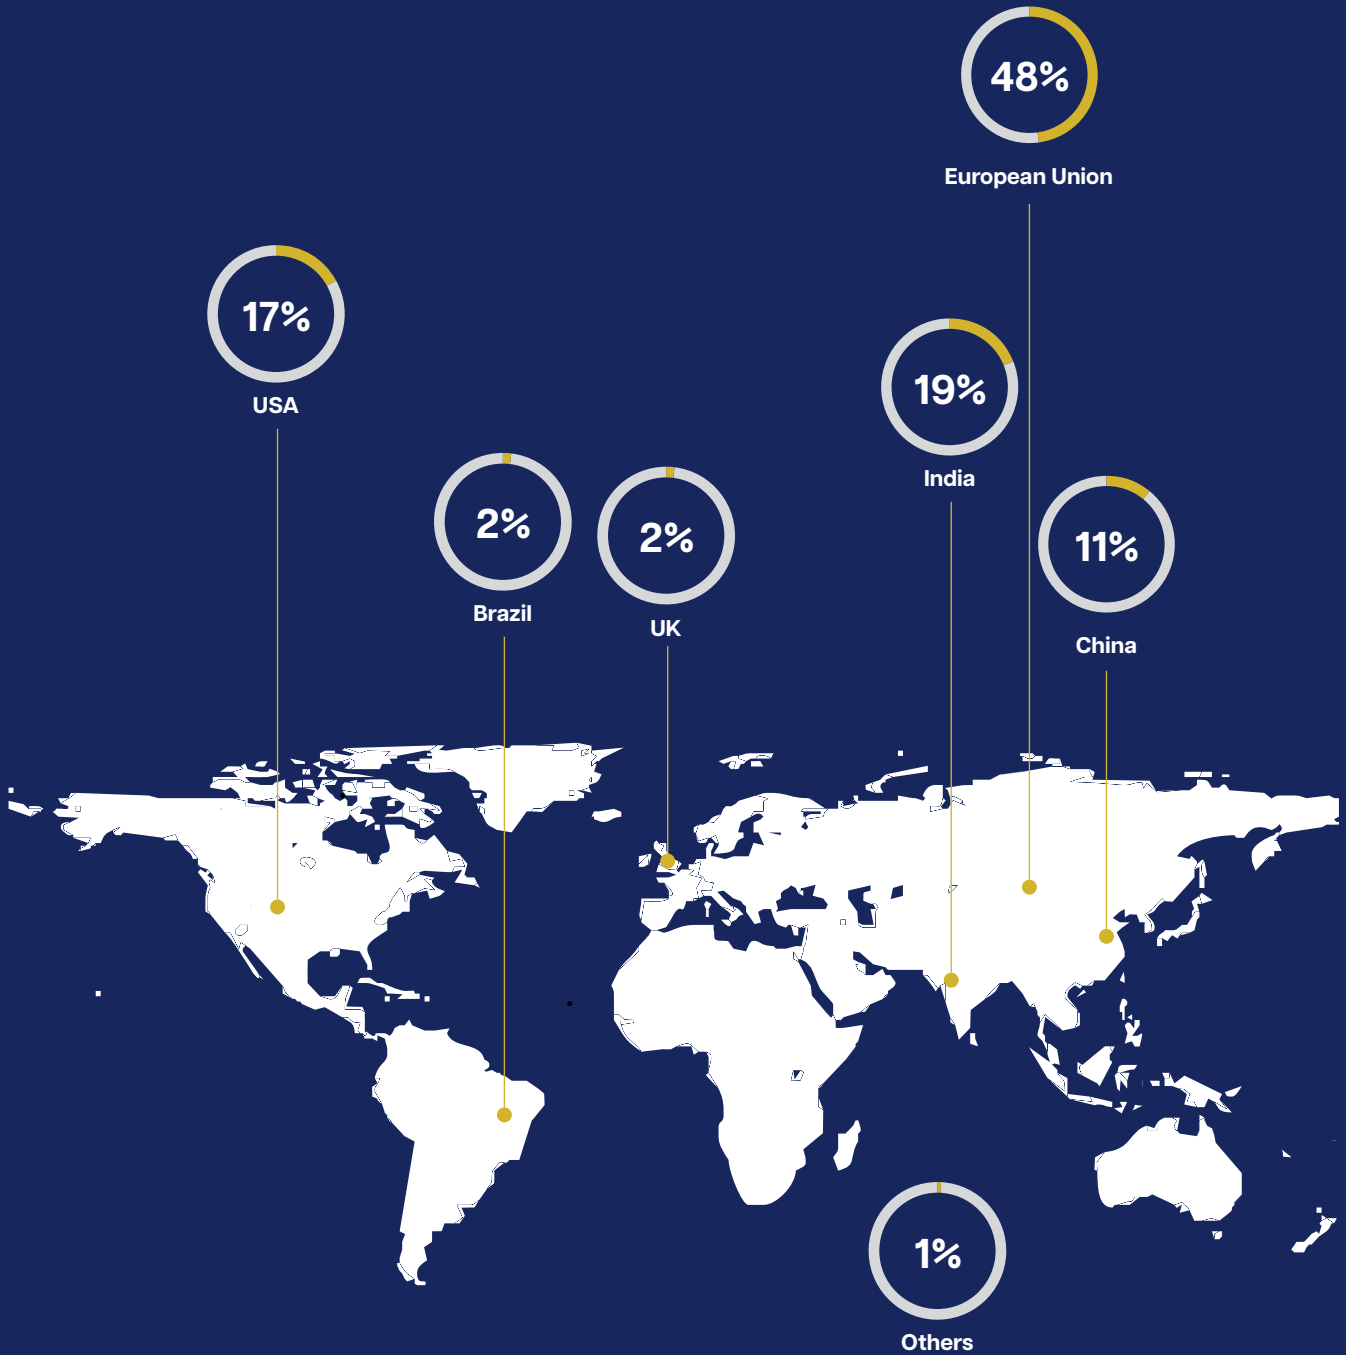 48%
European Union
17%
USA
19%
India
2%
Brazil
2%
UK
11%
China
1%
Others